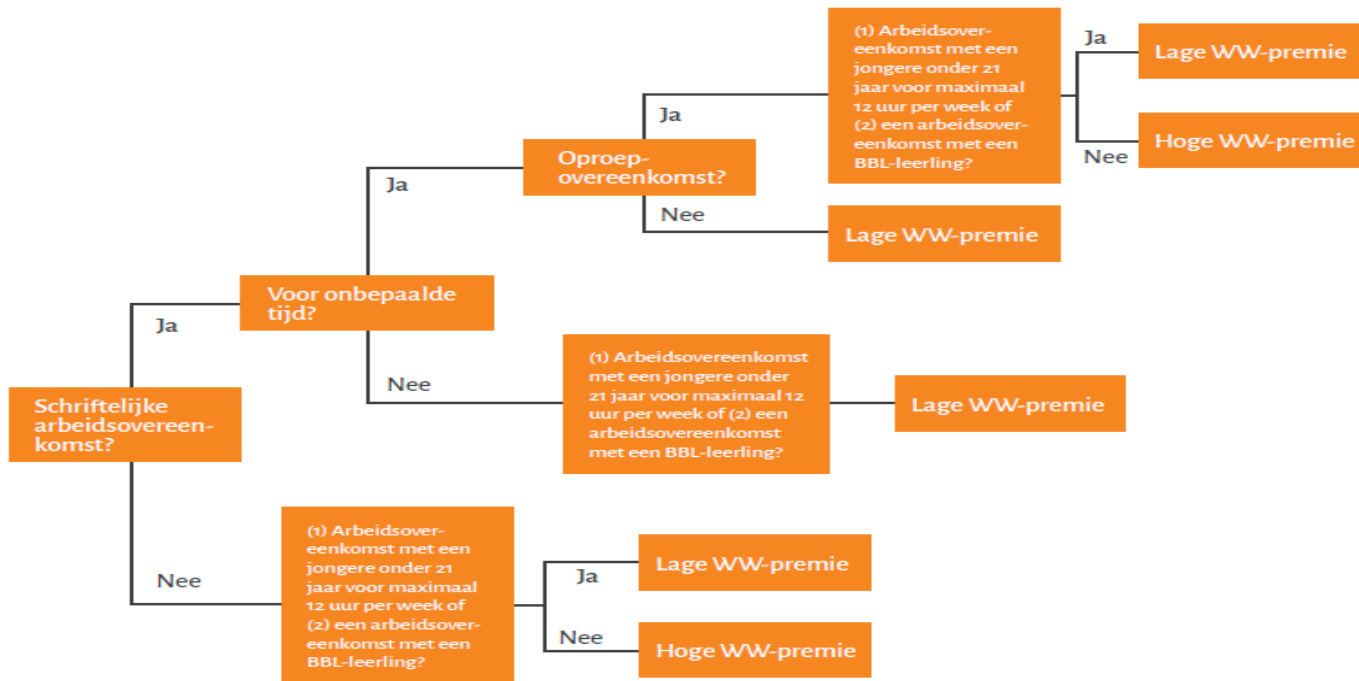 (1) Arbeidsover-
eenkomst met een
jongere onder 21
jaar voor maximaal
12 uur per week of
(2) een arbeidsover-
eenkomst met een
BBL-leerling?
Ja
Lage WW-premie
Nee
Hoge WW-premie
Ja
Oproep-
overeenkomst?
Nee
Lage WW-premie
Ja
Voor onbepaalde
tijd?
Nee
(1) Arbeidsovereenkomst
met een jongere onder
21 jaar voor maximaal 12
uur per week of (2) een
arbeidsovereenkomst
met een BBL-leerling?
Lage WW-premie
Ja
Schriftelijke
arbeidsovereen-
komst?
Nee
(1) Arbeidsover-
eenkomst met een
jongere onder 21
jaar voor maximaal
12 uur per week of
(2) een arbeidsover-
eenkomst met een
BBL-leerling?
Ja
Lage WW-premie
Nee
Hoge WW-premie